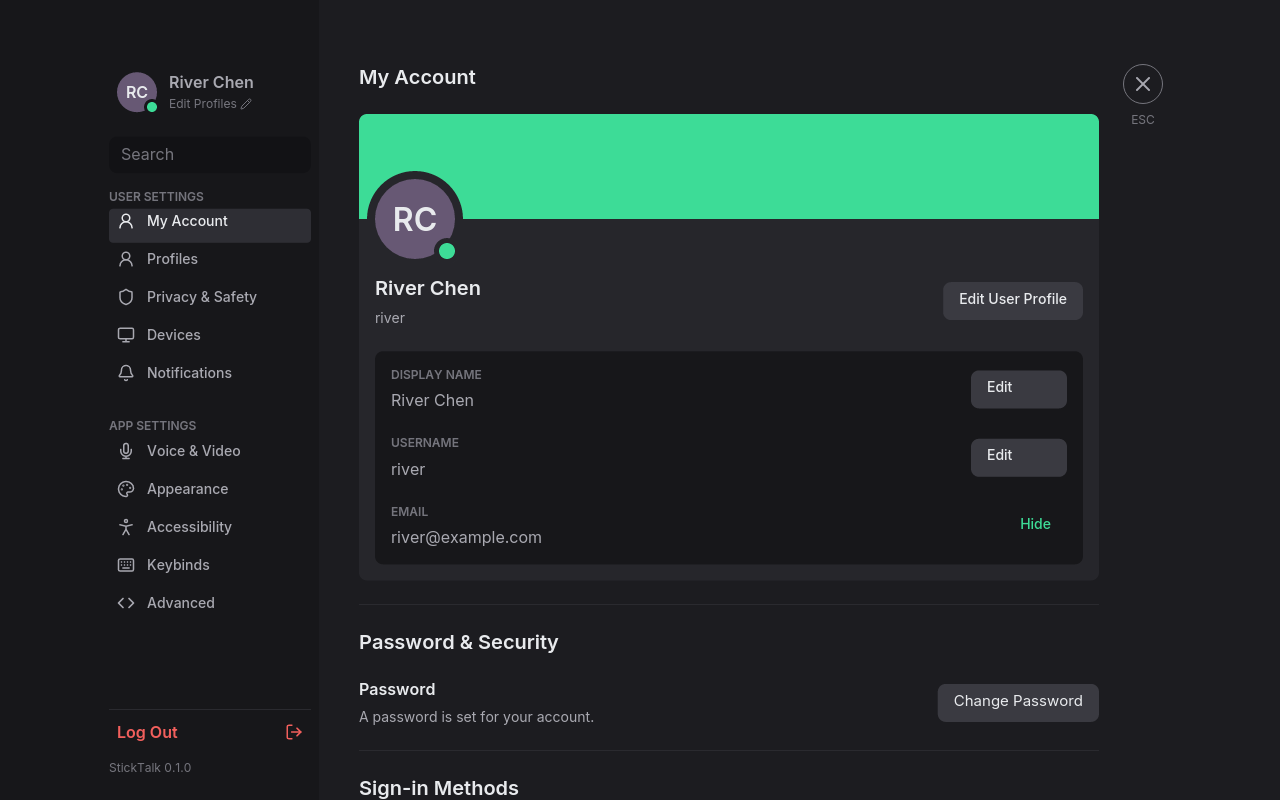 RC
River Chen
Edit Profiles
Search
USER SETTINGS
My Account
Profiles
Privacy & Safety
Devices
Notifications
APP SETTINGS
Voice & Video
Appearance
Accessibility
Keybinds
Advanced
Log Out
StickTalk 0.1.0
My Account
ESC
RC
River Chen
river
Edit User Profile
DISPLAY NAME
River Chen
Edit
USERNAME
river
Edit
EMAIL
river@example.com
Hide
Password & Security
Password
A password is set for your account.
Change Password
Sign-in Methods